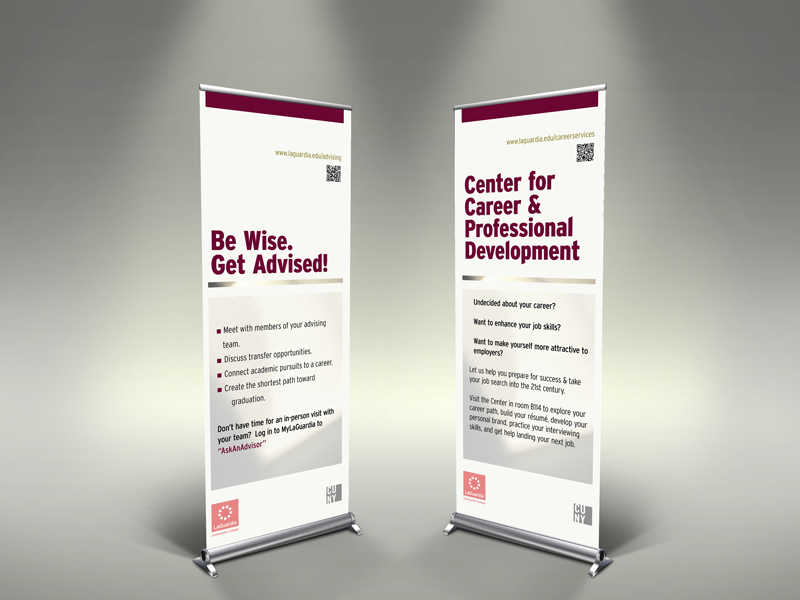 www.laguardia.edu/advising
Be Wise.
Get Advised!
Meet with members of your advising
team.
Discuss transfer opportunities.
Connect academic pursuits to a career.
Create the shortest path toward
graduation.
Don't have time for an in-person visit with
your team? Log in to MyLaGuardia to
"AskAnAdvisor"
LaGuardia
Community College
CU
NY
www.laguardia.edu/careerservices
Center for
Career &
Professional
Development
Undecided about your career?
Want to enhance your job skills?
Want to make yourself more attractive to
employers?
Let us help you prepare for success & take
your job search into the 21st century.
Visit the Center in room B114 to explore your
career path, build your résumé, develop your
personal brand, practice your interviewing
skills, and get help landing your next job.
LaGuardia
Community College
CU
NY